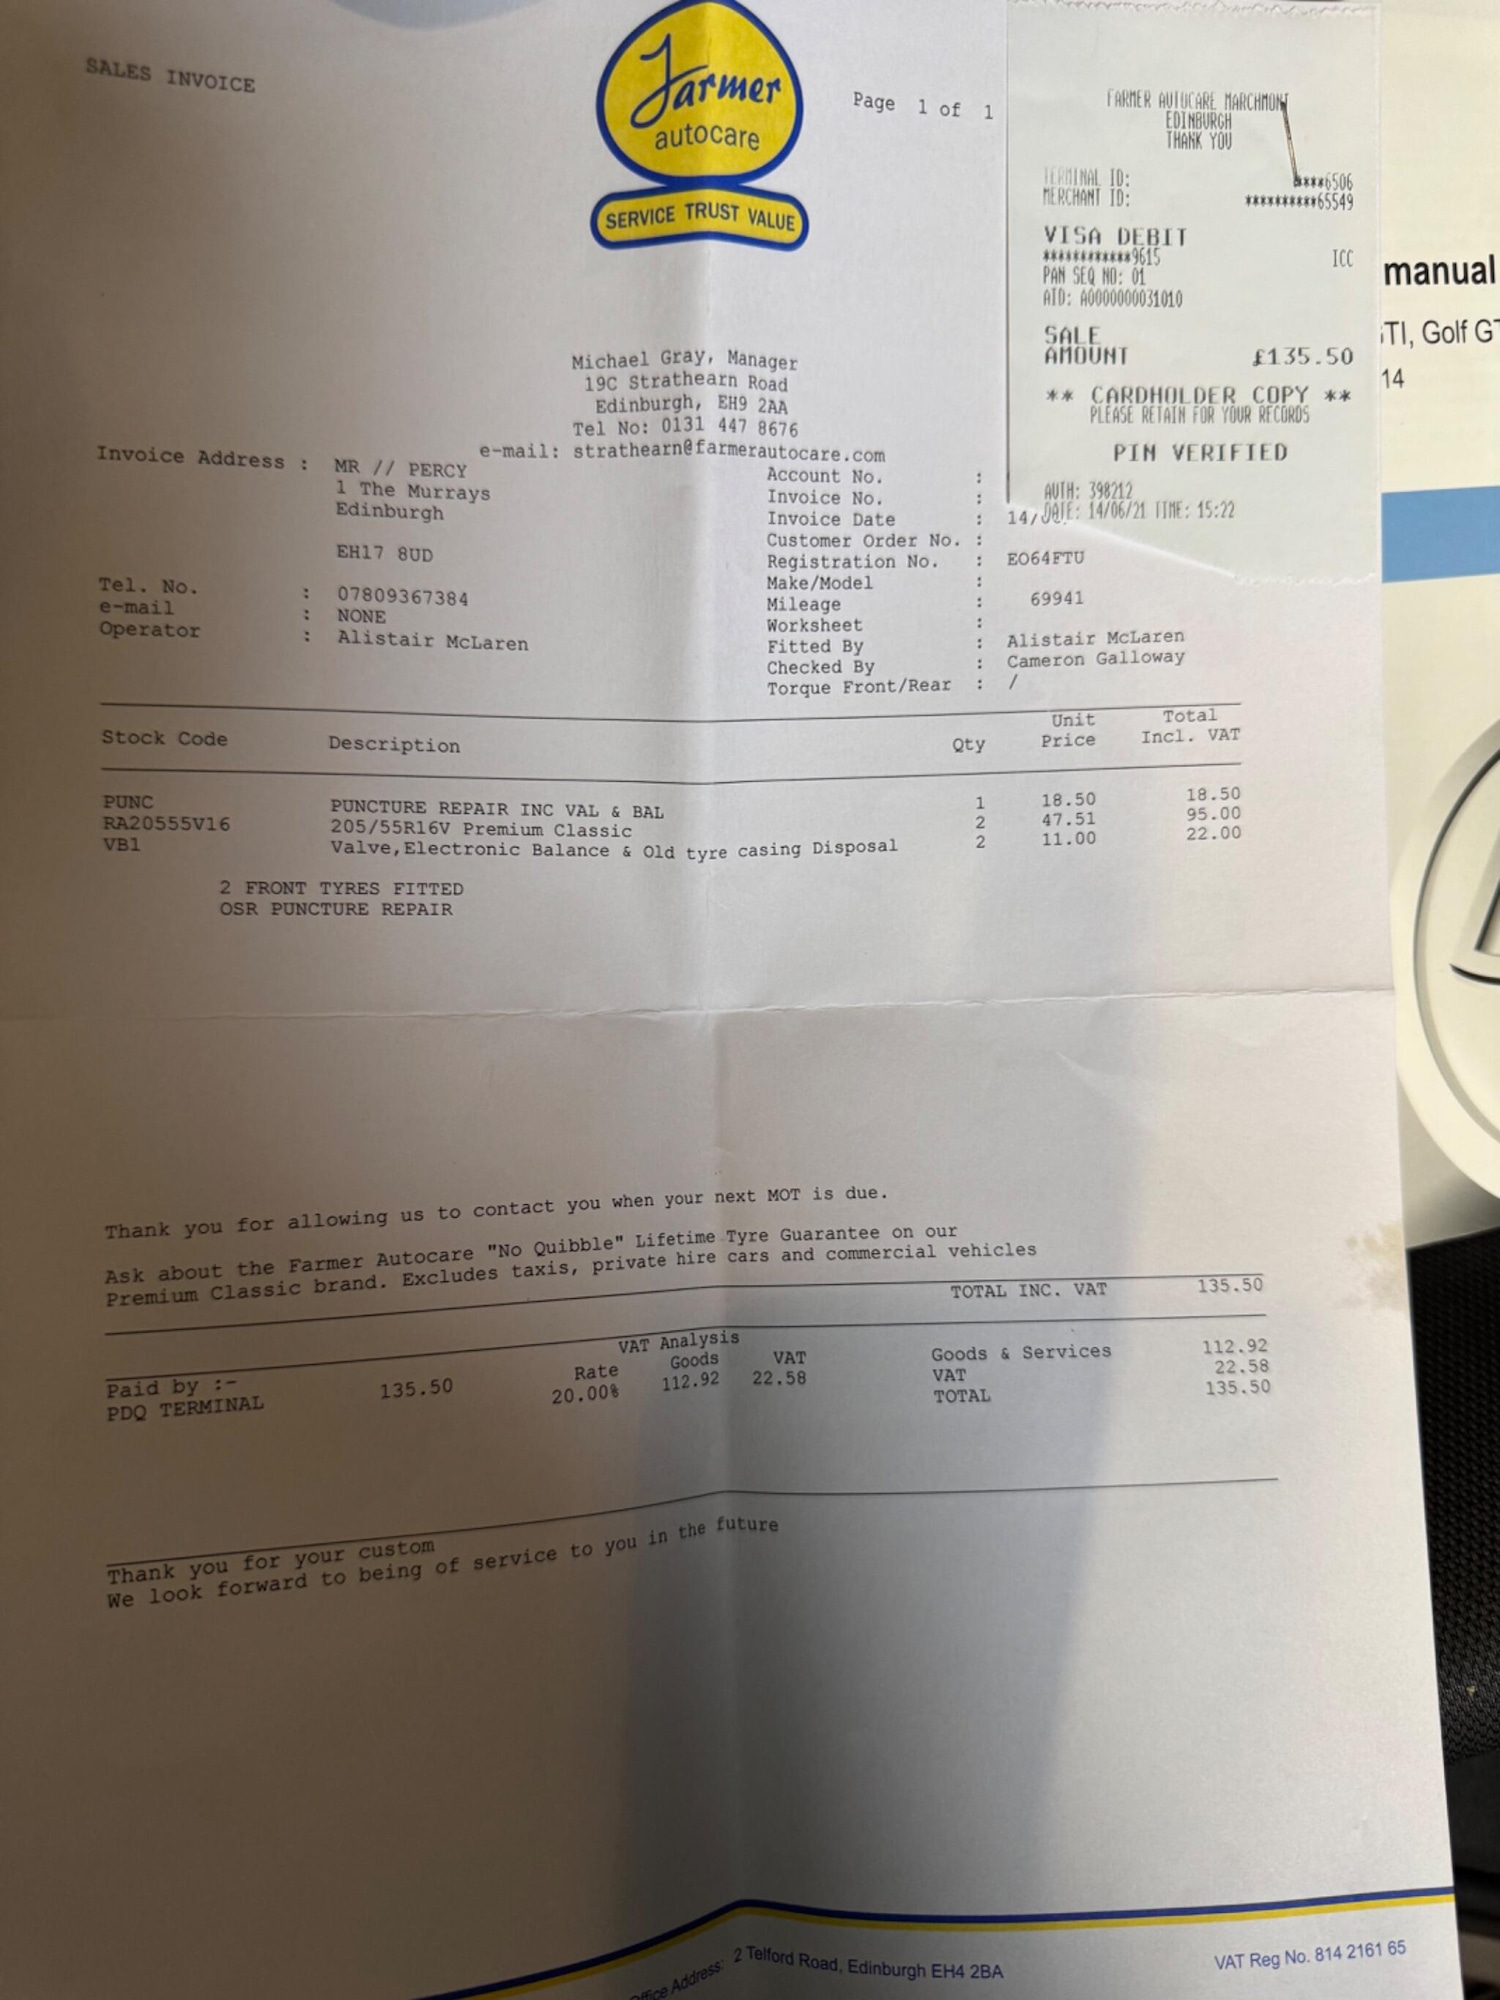 SALES INVOICE
Farmer
autocare
SERVICE TRUST VALUE
Page 1 of 1
Michael Gray, Manager
19C Strathearn Road
Edinburgh, EH9 2AA
Tel No: 0131 447 8676
e-mail: strathearn@farmerautocare.com
Invoice Address : MR // PERCY
1 The Murrays
Edinburgh
EH17 8UD
Tel. No. : 07809367384
e-mail : NONE
Operator : Alistair McLaren
Account No. :
Invoice No. :
Invoice Date : 14/
Customer Order No. :
Registration No. : EO64FTU
Make/Model :
Mileage : 69941
Worksheet :
Fitted By : Alistair McLaren
Checked By : Cameron Galloway
Torque Front/Rear : /
Stock Code Description Qty Unit Price Total Incl. VAT
PUNC PUNCTURE REPAIR INC VAL & BAL 1 18.50 18.50
RA20555V16 205/55R16V Premium Classic 2 47.51 95.00
VB1 Valve,Electronic Balance & Old tyre casing Disposal 2 11.00 22.00
2 FRONT TYRES FITTED
OSR PUNCTURE REPAIR
Thank you for allowing us to contact you when your next MOT is due.
Ask about the Farmer Autocare "No Quibble" Lifetime Tyre Guarantee on our
Premium Classic brand. Excludes taxis, private hire cars and commercial vehicles
TOTAL INC. VAT 135.50
VAT Analysis
Paid by :- Rate Goods VAT
PDQ TERMINAL 135.50 20.00% 112.92 22.58
Goods & Services 112.92
VAT 22.58
TOTAL 135.50
Thank you for your custom
We look forward to being of service to you in the future
Address: 2 Telford Road, Edinburgh EH4 2BA
VAT Reg No. 814 2161 65
FARMER AUTOCARE MARCHMONT
EDINBURGH
THANK YOU
TERMINAL ID: ****6506
MERCHANT ID: **********65549
VISA DEBIT
************9615 ICC
PAN SEQ NO: 01
AID: A0000000031010
SALE
AMOUNT £135.50
** CARDHOLDER COPY **
PLEASE RETAIN FOR YOUR RECORDS
PIN VERIFIED
AUTH: 398212
DATE: 14/06/21 TIME: 15:22
manual
TI, Golf GT
14